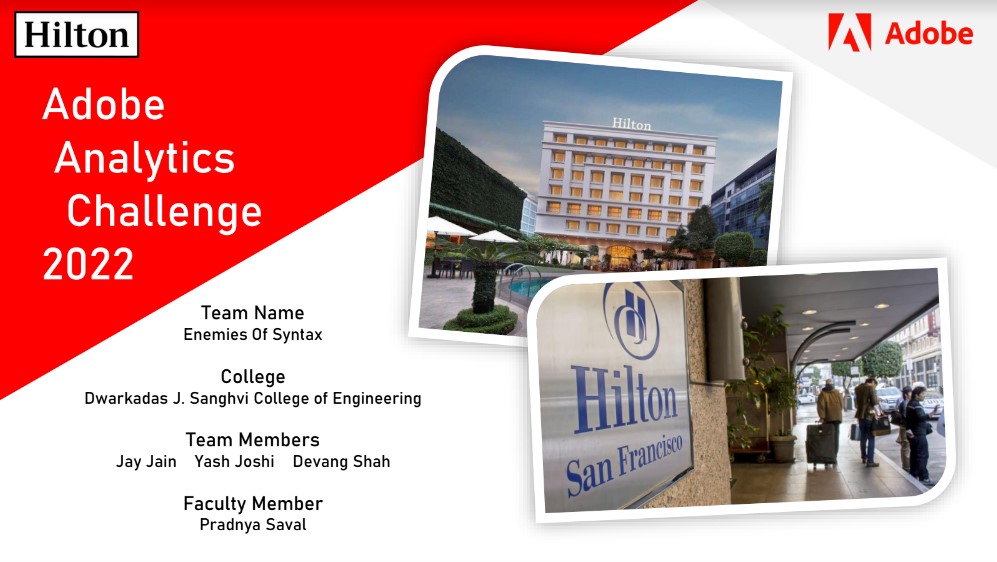 Hilton
Adobe
Adobe
Analytics
Challenge
2022
Hilton
Team Name
Enemies Of Syntax
College
Dwarkadas J. Sanghvi College of Engineering
Team Members
Jay Jain Yash Joshi Devang Shah
Faculty Member
Pradnya Saval
Hilton
San Francisco